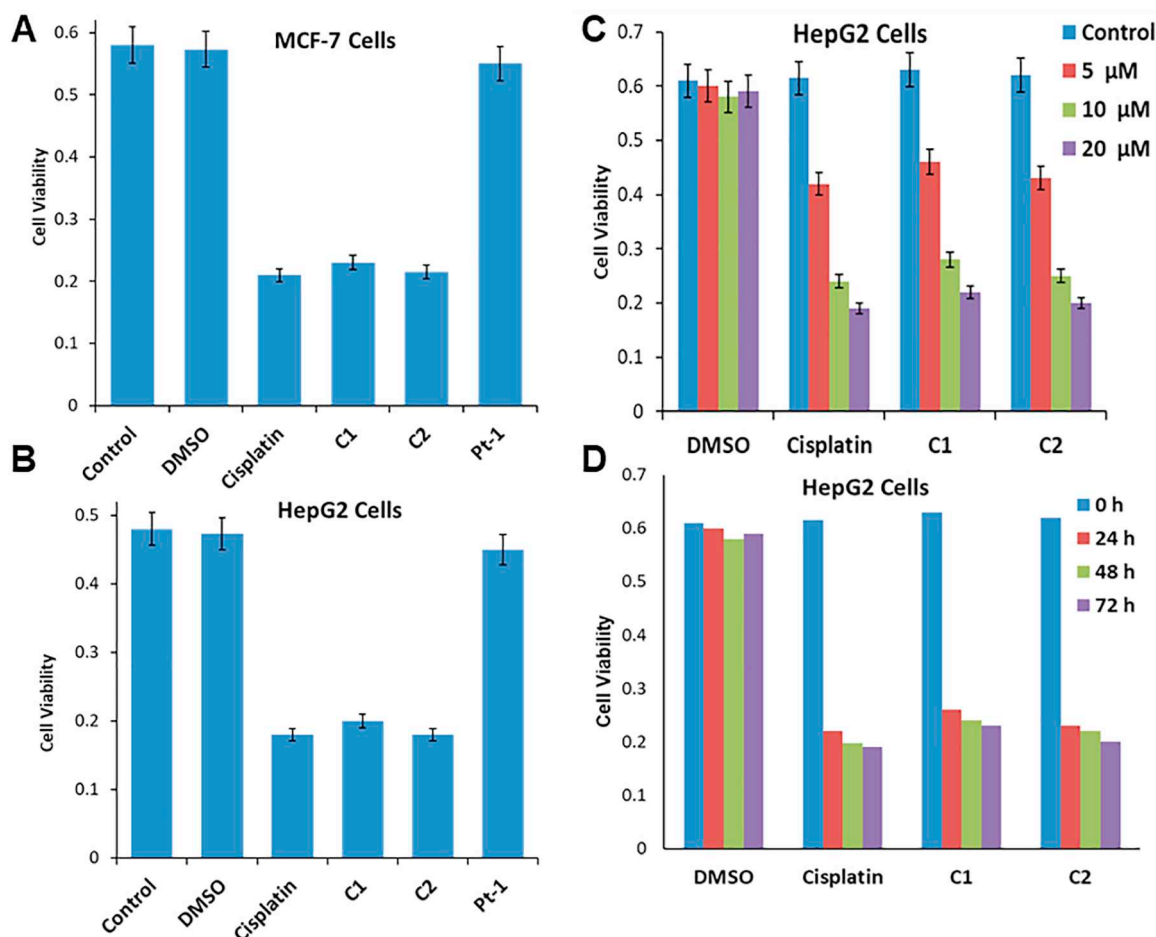 A
MCF-7 Cells
Cell Viability
0.6
0.5
0.4
0.3
0.2
0.1
0
Control
DMSO
Cisplatin
C1
C2
Pt-1
B
HepG2 Cells
Cell Viability
0.5
0.4
0.3
0.2
0.1
0
Control
DMSO
Cisplatin
C1
C2
Pt-1
C
HepG2 Cells
Cell Viability
0.7
0.6
0.5
0.4
0.3
0.2
0.1
0
Control
5 µM
10 µM
20 µM
DMSO
Cisplatin
C1
C2
D
HepG2 Cells
Cell Viability
0.7
0.6
0.5
0.4
0.3
0.2
0.1
0
0 h
24 h
48 h
72 h
DMSO
Cisplatin
C1
C2